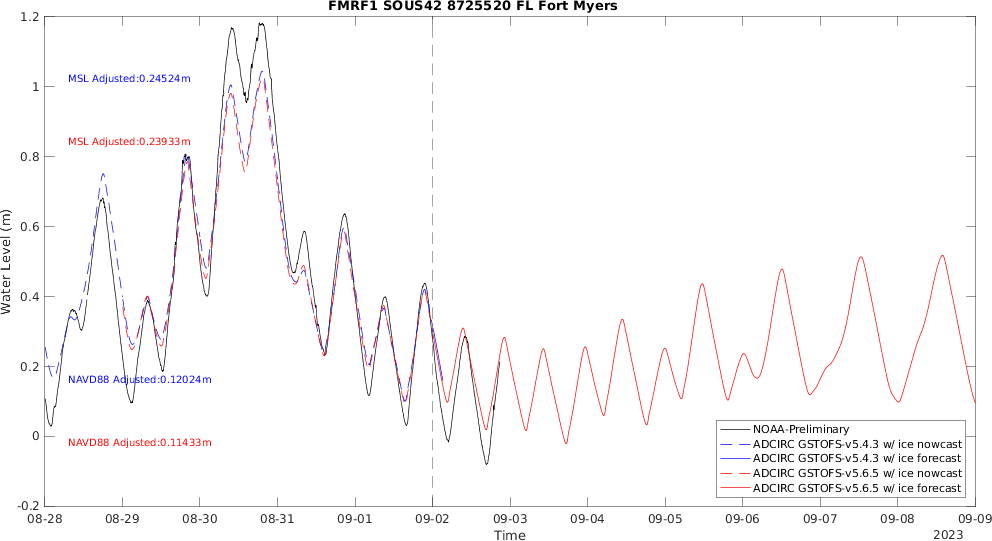 FMRF1 SOUS42 8725520 FL Fort Myers
1.2
1
0.8
0.6
0.4
0.2
0
-0.2
Water Level (m)
MSL Adjusted:0.24524m
MSL Adjusted:0.23933m
NAVD88 Adjusted:0.12024m
NAVD88 Adjusted:0.11433m
NOAA-Preliminary
ADCIRC GSTOFS-v5.4.3 w/ ice nowcast
ADCIRC GSTOFS-v5.4.3 w/ ice forecast
ADCIRC GSTOFS-v5.6.5 w/ ice nowcast
ADCIRC GSTOFS-v5.6.5 w/ ice forecast
08-28 08-29 08-30 08-31 09-01 09-02 09-03 09-04 09-05 09-06 09-07 09-08 09-09
Time
2023